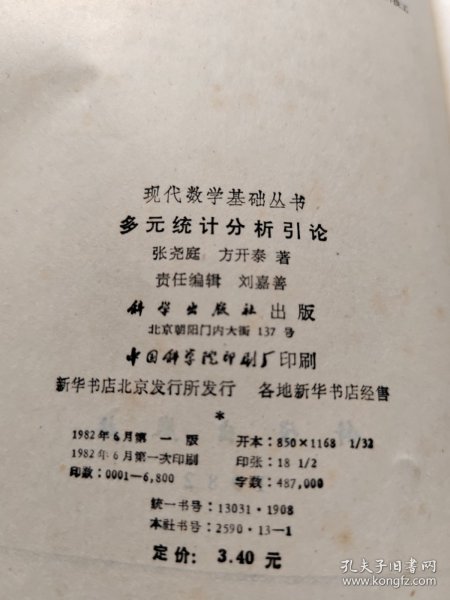 现代数学基础丛书
多元统计分析引论
张尧庭 方开泰 著
责任编辑 刘嘉善
科学出版社 出版
北京朝阳门内大街 137 号
中国科学院印刷厂印刷
新华书店北京发行所发行 各地新华书店经售
*
1982年6月第一版 开本:850×1168 1/32
1982年6月第一次印刷 印张:18 1/2
印数:0001-6,800 字数:487,000
统一书号:13031·1908
本社书号:2590·13-1
定价: 3.40 元
孔夫子旧书网
www.kongfz.com